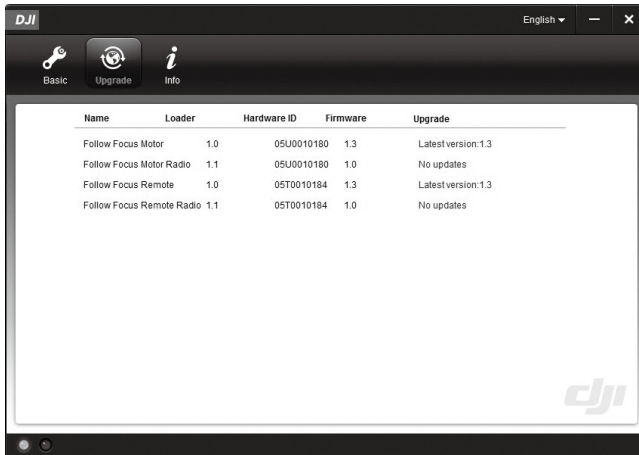 DJI English
Basic Upgrade Info
Name Loader Hardware ID Firmware Upgrade
Follow Focus Motor 1.0 05U0010180 1.3 Latest version:1.3
Follow Focus Motor Radio 1.1 05U0010180 1.0 No updates
Follow Focus Remote 1.0 05T0010184 1.3 Latest version:1.3
Follow Focus Remote Radio 1.1 05T0010184 1.0 No updates
dji